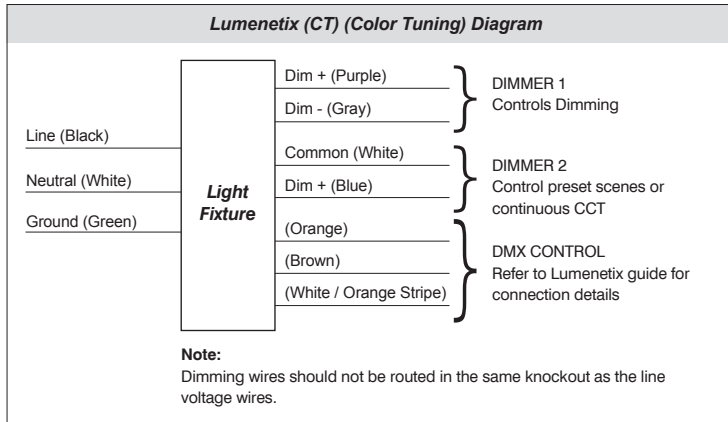 Lumenetix (CT) (Color Tuning) Diagram
Line (Black)
Neutral (White)
Ground (Green)
Light
Fixture
Dim + (Purple)
Dim - (Gray)
DIMMER 1
Controls Dimming
Common (White)
Dim + (Blue)
DIMMER 2
Control preset scenes or
continuous CCT
(Orange)
(Brown)
(White / Orange Stripe)
DMX CONTROL
Refer to Lumenetix guide for
connection details
Note:
Dimming wires should not be routed in the same knockout as the line
voltage wires.